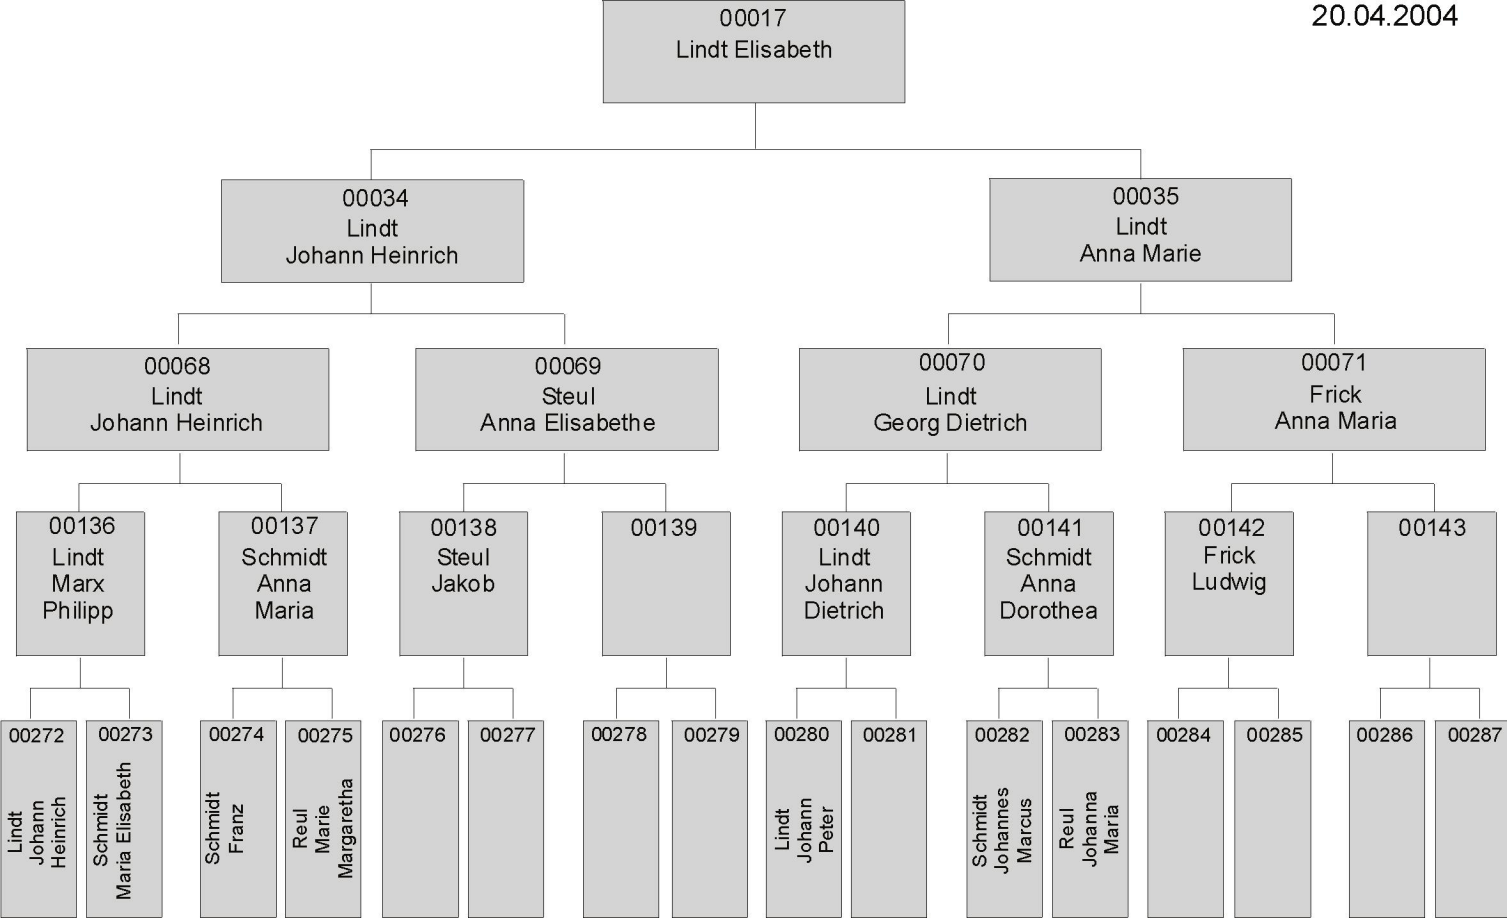 20.04.2004
00017
Lindt Elisabeth
00034
Lindt
Johann Heinrich
00035
Lindt
Anna Marie
00068
Lindt
Johann Heinrich
00069
Steul
Anna Elisabethe
00070
Lindt
Georg Dietrich
00071
Frick
Anna Maria
00136
Lindt
Marx
Philipp
00137
Schmidt
Anna
Maria
00138
Steul
Jakob
00139
00140
Lindt
Johann
Dietrich
00141
Schmidt
Anna
Dorothea
00142
Frick
Ludwig
00143
00272
Lindt
Johann
Heinrich
00273
Schmidt
Maria Elisabeth
00274
Schmidt
Franz
00275
Reul
Marie
Margaretha
00276
00277
00278
00279
00280
Lindt
Johann
Peter
00281
00282
Schmidt
Johannes
Marcus
00283
Reul
Johanna
Maria
00284
00285
00286
00287